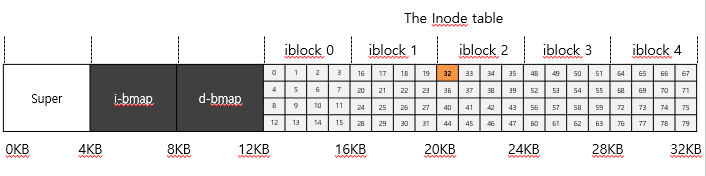 The Inode table
iblock 0 iblock 1 iblock 2 iblock 3 iblock 4
Super i-bmap d-bmap
0 1 2 3 16 17 18 19 32 33 34 35 48 49 50 51 64 65 66 67
4 5 6 7 20 21 22 23 36 37 38 39 52 53 54 55 68 69 70 71
8 9 10 11 24 25 26 27 40 41 42 43 56 57 58 59 72 73 74 75
12 13 14 15 28 29 30 31 44 45 46 47 60 61 62 63 76 77 78 79
0KB 4KB 8KB 12KB 16KB 20KB 24KB 28KB 32KB